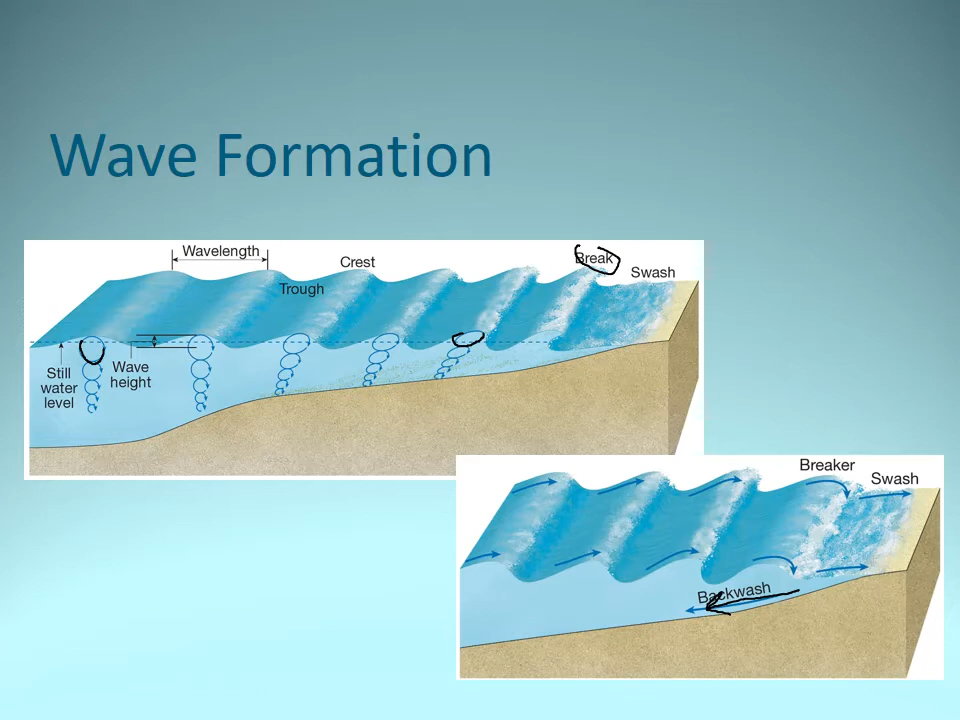 Wave Formation
Wavelength
Crest
Trough
Break
Swash
Still
water
level
Wave
height
Breaker
Swash
Backwash